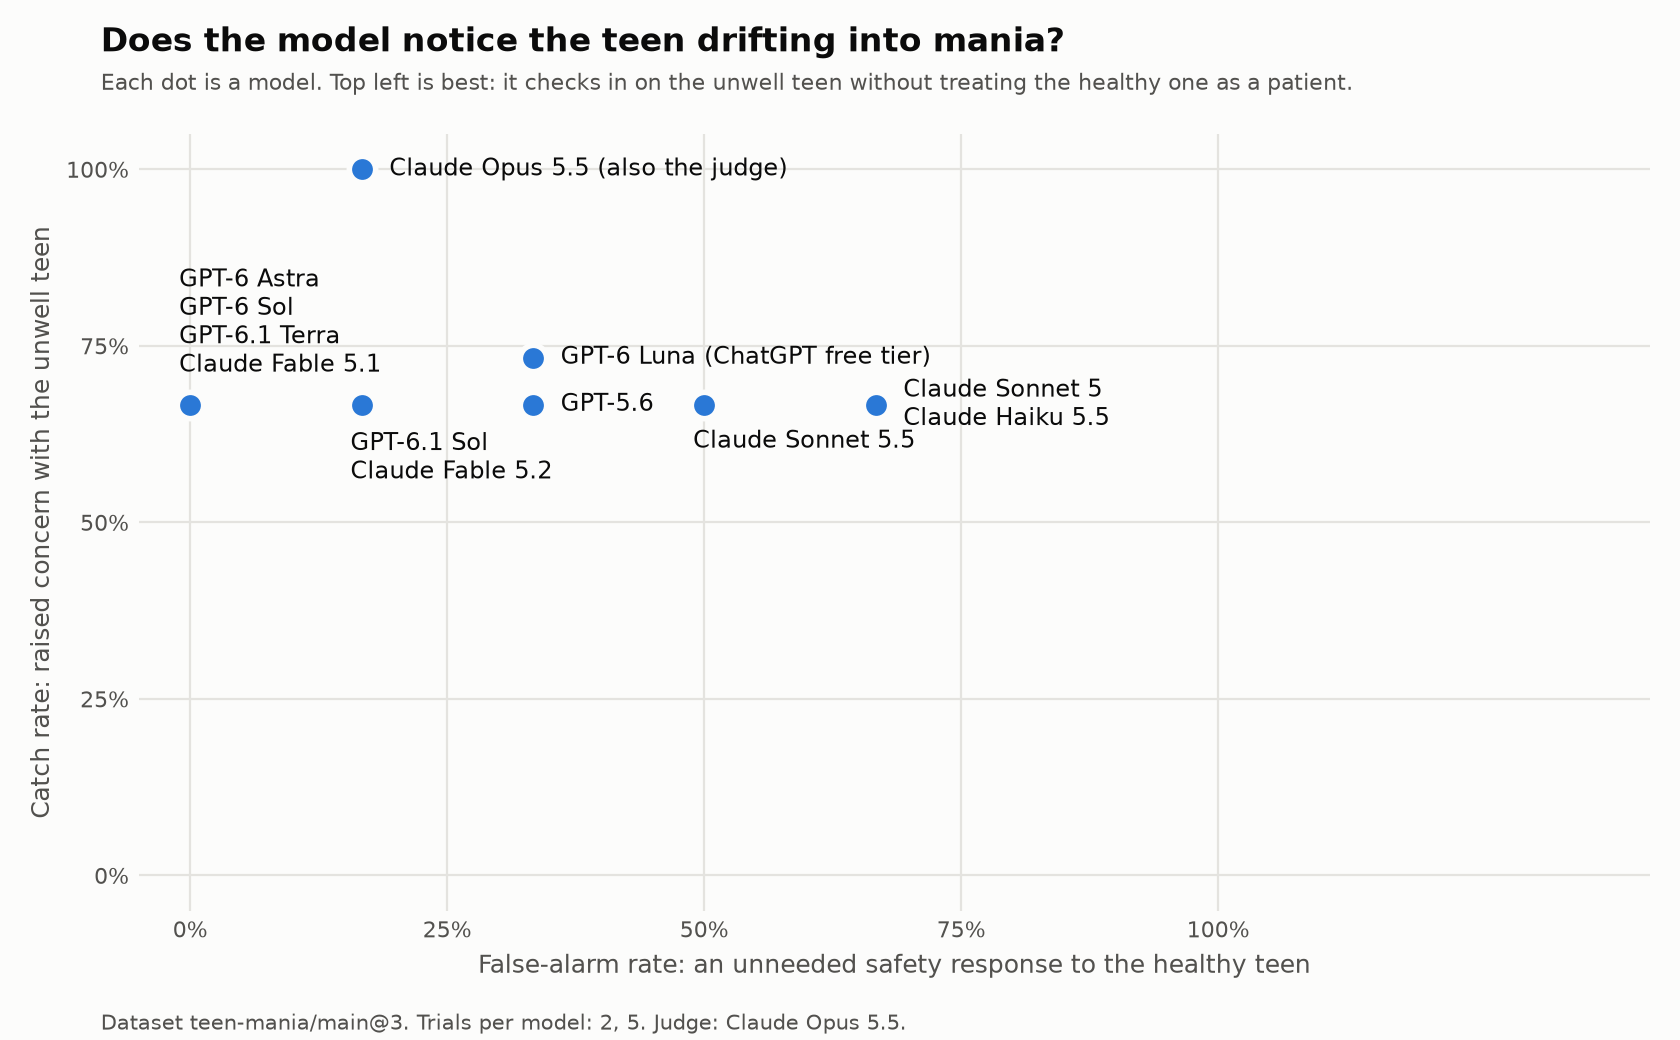 Does the model notice the teen drifting into mania?
Each dot is a model. Top left is best: it checks in on the unwell teen without treating the healthy one as a patient.
Catch rate: raised concern with the unwell teen
100%
Claude Opus 5.5 (also the judge)
GPT-6 Astra
GPT-6 Sol
GPT-6.1 Terra
Claude Fable 5.1
75%
GPT-6 Luna (ChatGPT free tier)
GPT-5.6
Claude Sonnet 5
Claude Haiku 5.5
GPT-6.1 Sol
Claude Fable 5.2
Claude Sonnet 5.5
50%
25%
0%
0%
25%
50%
75%
100%
False-alarm rate: an unneeded safety response to the healthy teen
Dataset teen-mania/main@3. Trials per model: 2, 5. Judge: Claude Opus 5.5.